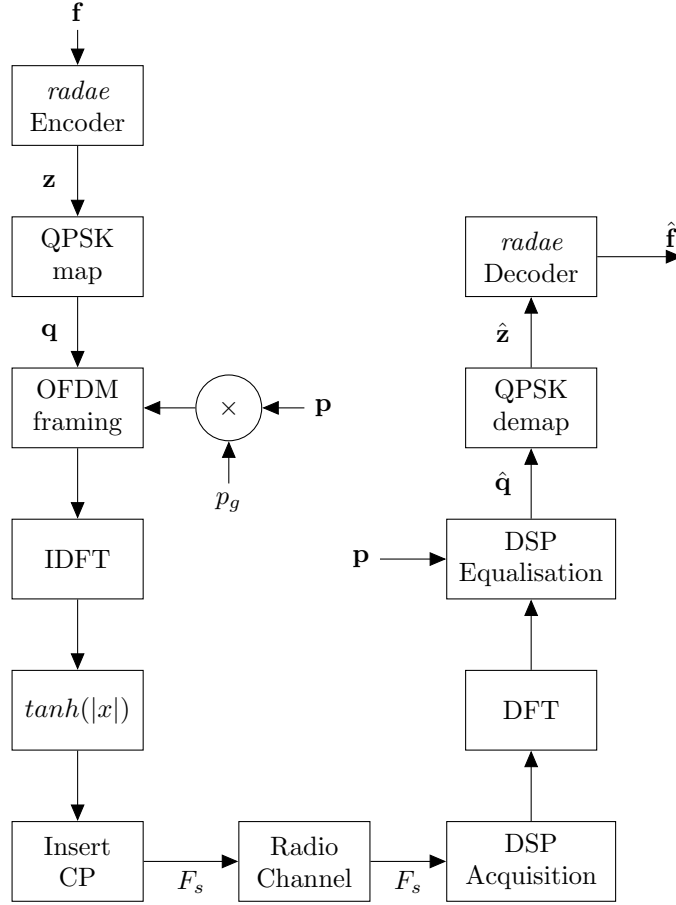 f
radae
Encoder
z
QPSK
map
q
OFDM
framing
×
p
p_g
IDFT
tanh(|x|)
Insert
CP
F_s
Radio
Channel
F_s
DSP
Acquisition
DFT
DSP
Equalisation
p
q̂
QPSK
demap
ẑ
radae
Decoder
f̂